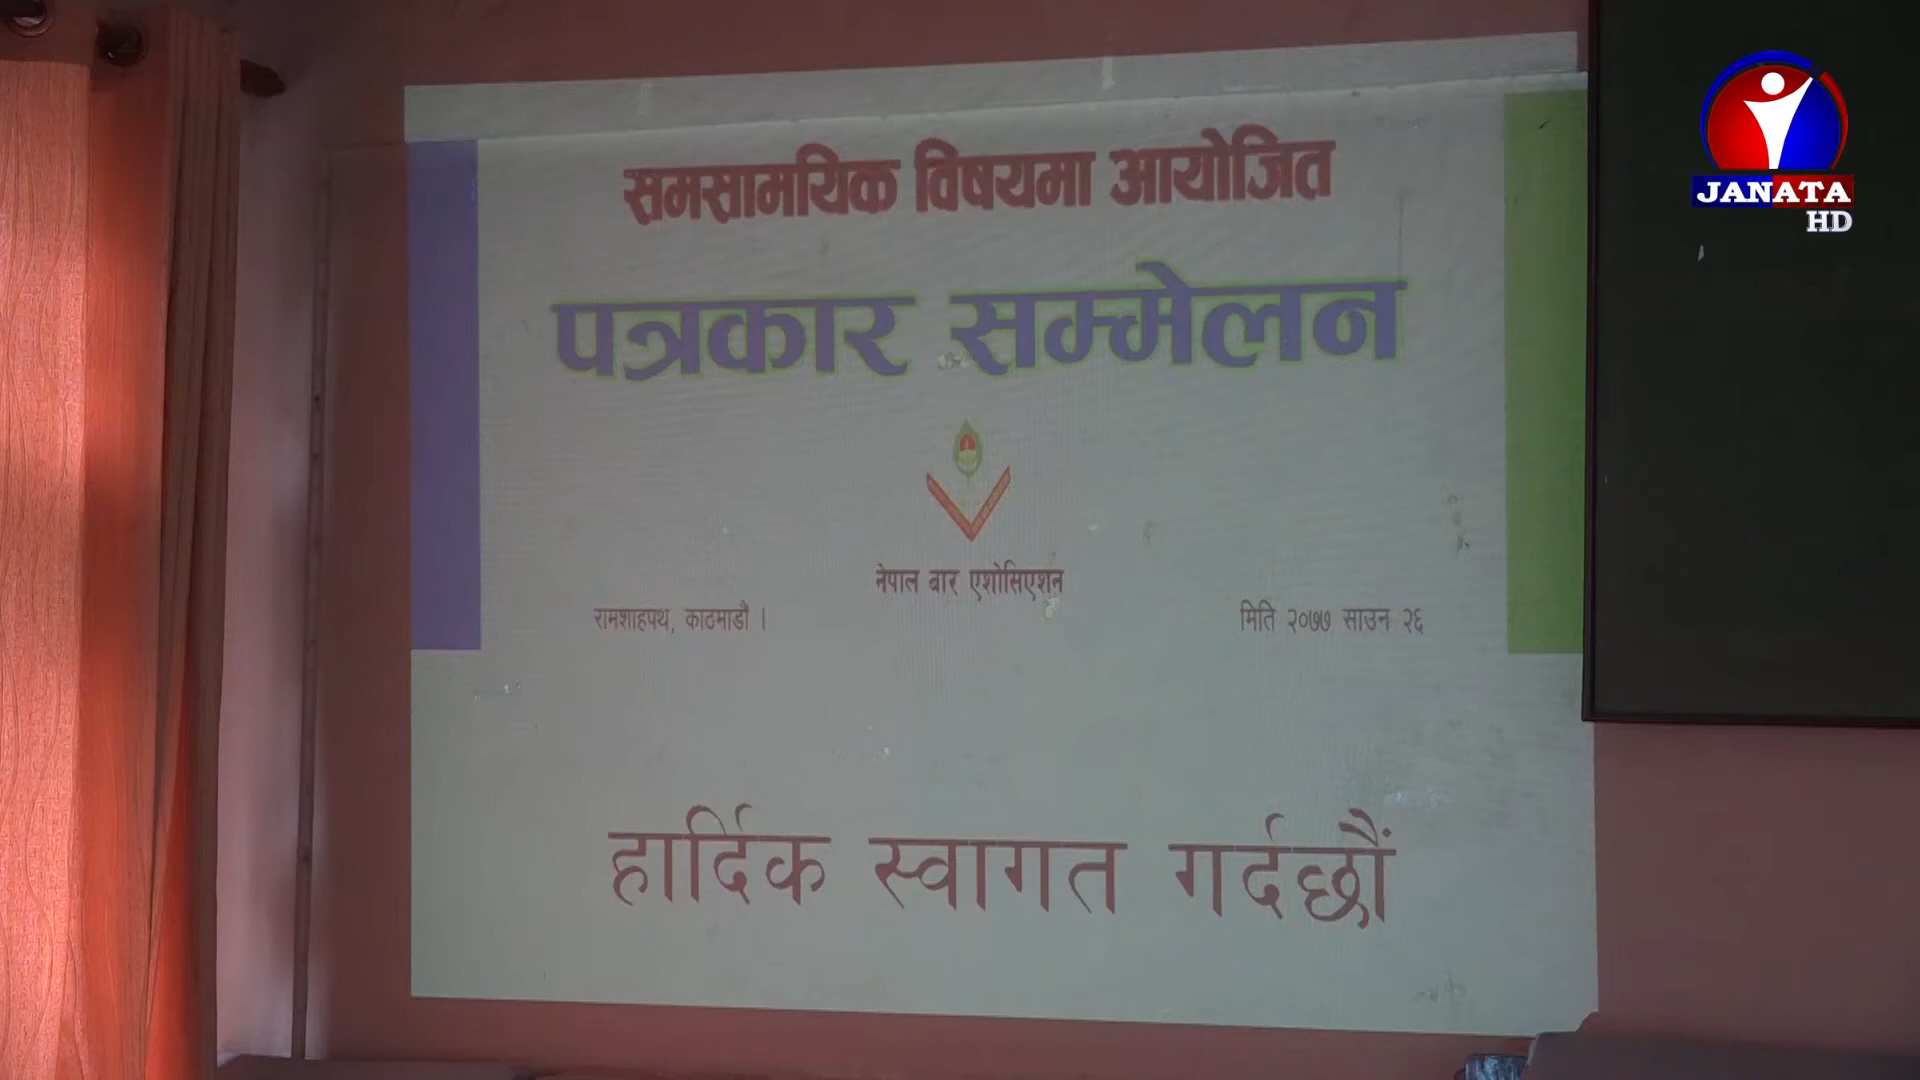 समसामयिक विषयमा आयोजित
पत्रकार सम्मेलन
नेपाल बार एशोसिएशन
रामशाहपथ, काठमाडौं ।
मिति २०७७ साउन २६
हार्दिक स्वागत गर्दछौं
JANATA
HD